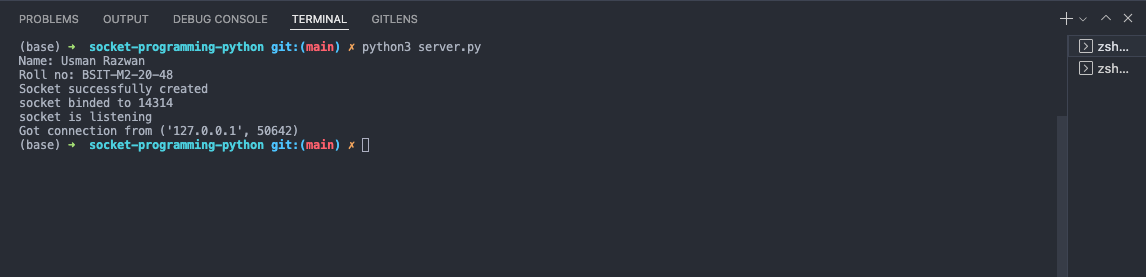 PROBLEMS OUTPUT DEBUG CONSOLE TERMINAL GITLENS
(base) ➜ socket-programming-python git:(main) ✗ python3 server.py
Name: Usman Razwan
Roll no: BSIT-M2-20-48
Socket successfully created
socket binded to 14314
socket is listening
Got connection from ('127.0.0.1', 50642)
(base) ➜ socket-programming-python git:(main) ✗
zsh...
zsh...